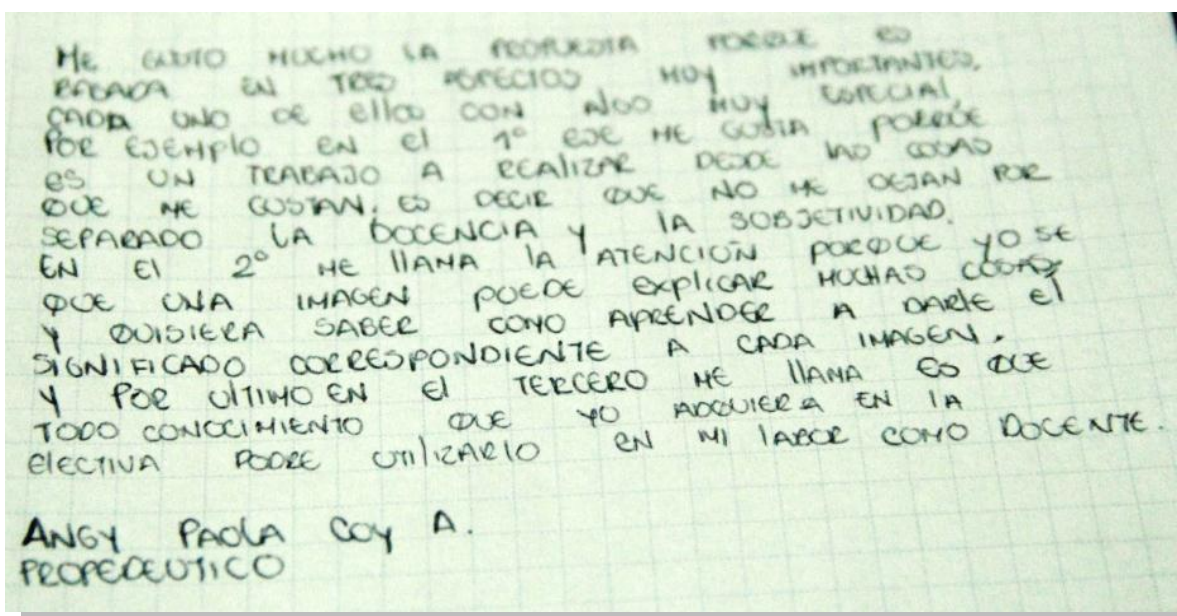 ME GUSTO MUCHO LA PROPUESTA PORQUE ES
BASADA EN TRES ASPECTOS MUY IMPORTANTES,
CADA UNO DE ELLOS CON ALGO MUY ESPECIAL,
POR EJEMPLO EN EL 1° EJE ME GUSTA PORQUE
ES UN TRABAJO A REALIZAR DESDE LAS COSAS
QUE ME GUSTAN, ES DECIR QUE NO ME DEJAN POR
SEPARADO LA DOCENCIA Y LA SUBJETIVIDAD.
EN EL 2° ME LLAMA LA ATENCIÓN PORQUE YO SE
QUE UNA IMAGEN PUEDE EXPLICAR MUCHAS COSAS,
Y QUISIERA SABER COMO APRENDER A DARLE EL
SIGNIFICADO CORRESPONDIENTE A CADA IMAGEN.
Y POR ULTIMO EN EL TERCERO ME LLAMA ES QUE
TODO CONOCIMIENTO QUE YO ADQUIERA EN LA
ELECTIVA PODRE UTILIZARLO EN MI LABOR COMO DOCENTE.
ANGY PAOLA COY A.
PROPEDEUTICO